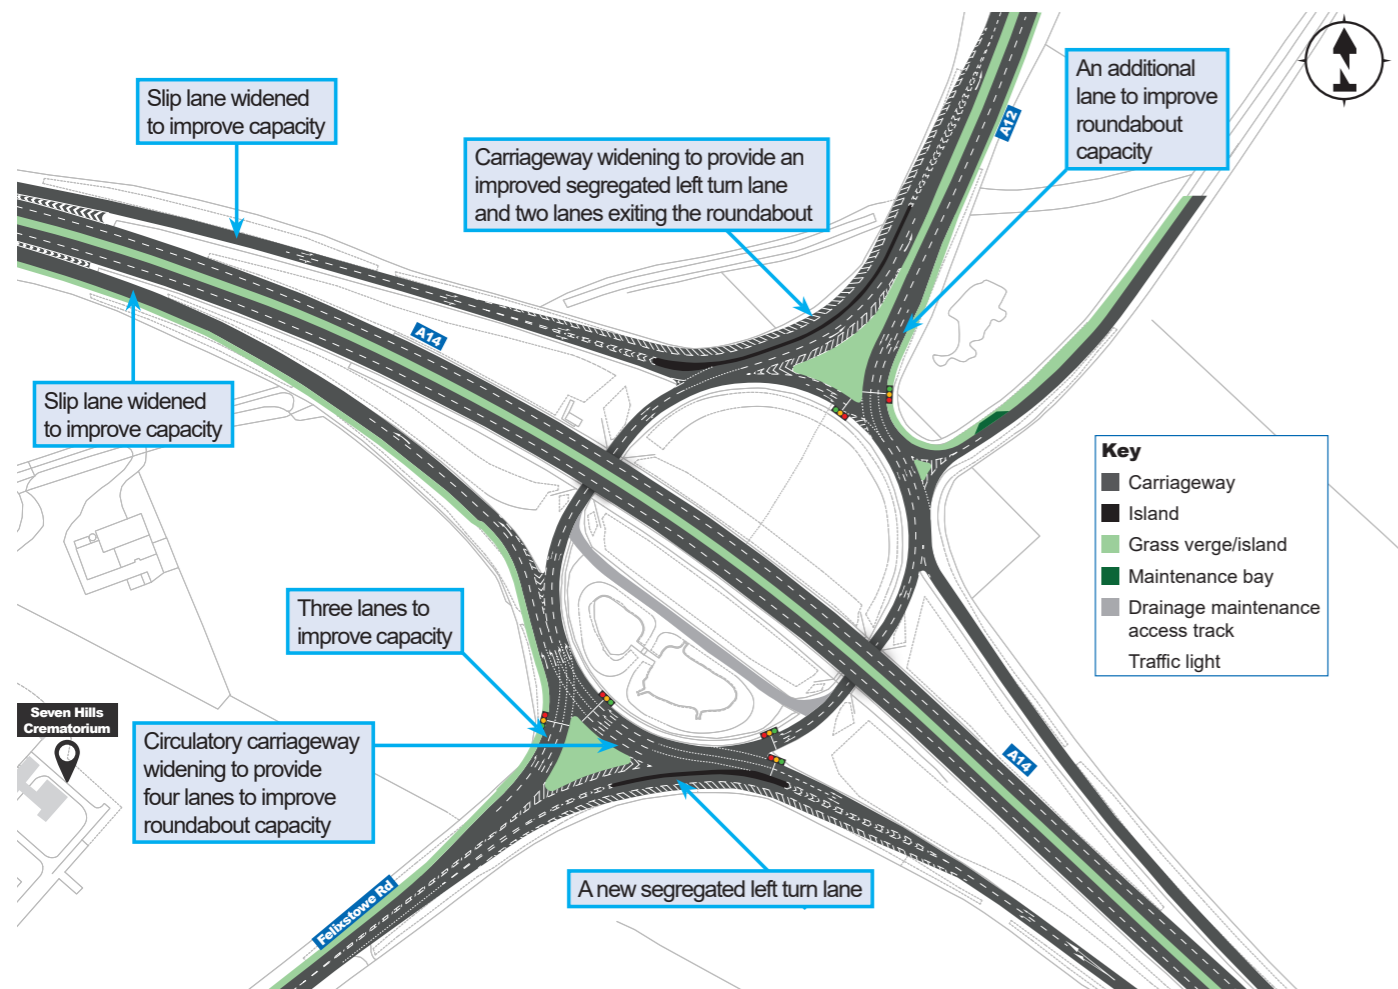 Slip lane widened
to improve capacity
Carriageway widening to provide an
improved segregated left turn lane
and two lanes exiting the roundabout
An additional
lane to improve
roundabout
capacity
A12
N
A14
Slip lane widened
to improve capacity
Key
Carriageway
Island
Grass verge/island
Maintenance bay
Drainage maintenance
access track
Traffic light
Three lanes to
improve capacity
Seven Hills
Crematorium
Circulatory carriageway
widening to provide
four lanes to improve
roundabout capacity
A14
A new segregated left turn lane
Felixstowe Rd